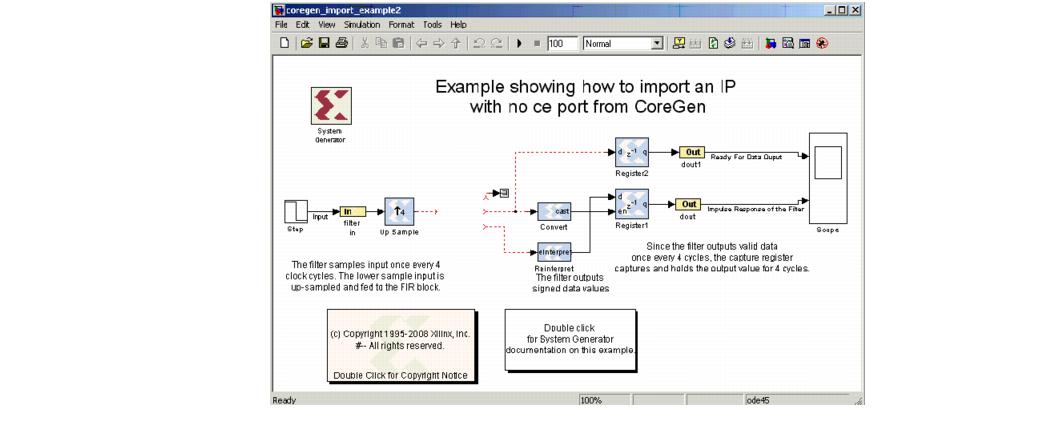 coregen_import_example2
File Edit View Simulation Format Tools Help
100
Normal
Example showing how to import an IP
with no ce port from CoreGen
System
Generator
d z⁻¹ q
Register2
Out
dout1
Ready For Data Ouput
Step
Input
In
filter
in
↑4
Up Sample
cast
Convert
d
en
z⁻¹ q
Register1
Out
dout
Impulse Response of the Filter
Scope
reinterpret
Reinterpret
The filter outputs
signed data values
Since the filter outputs valid data
once every 4 cycles, the capture register
captures and holds the output value for 4 cycles.
The filter samples input once every 4
clock cycles. The lower sample input is
up-sampled and fed to the FIR block.
(c) Copyright 1995-2008 Xilinx, Inc.
#-- All rights reserved.
Double Click for Copyright Notice
Double click
for System Generator
documentation on this example.
Ready
100%
ode45